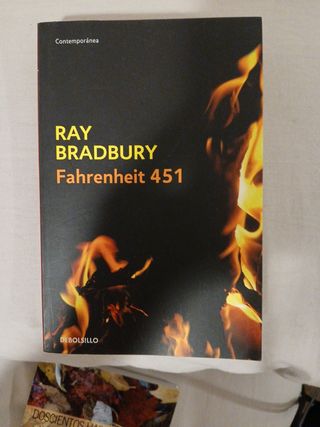 Contemporánea
RAY
BRADBURY
Fahrenheit 451
DEBOLSILLO
DOSCIENTOS